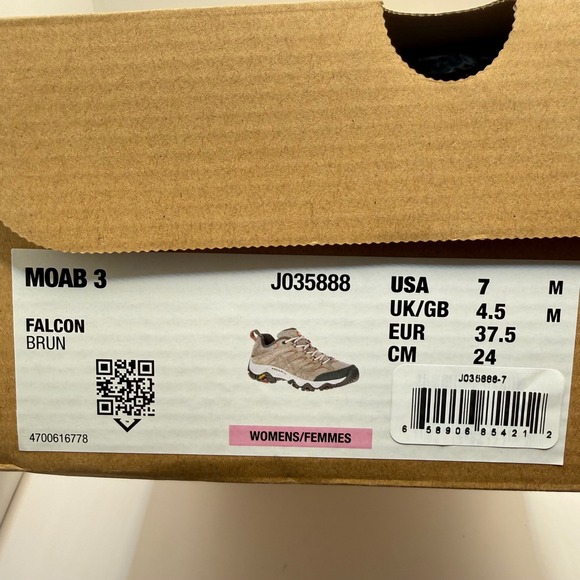 MOAB 3 J035888
FALCON
BRUN
4700616778
WOMENS/FEMMES
USA 7 M
UK/GB 4.5 M
EUR 37.5
CM 24
J035888-7
6 58906 85421 2